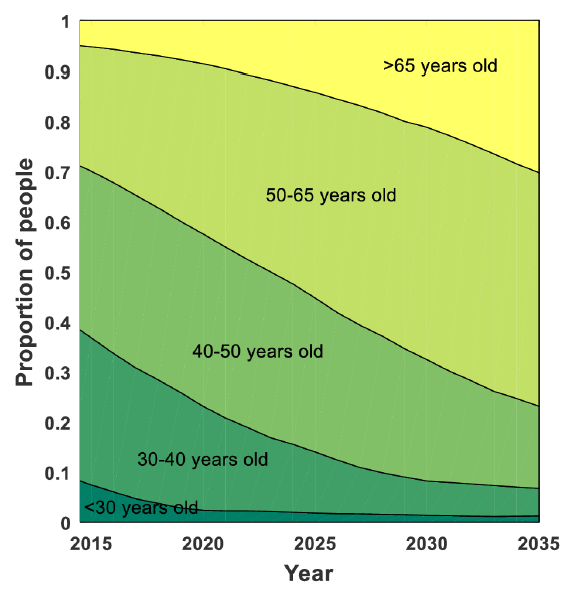 1
0.9
0.8
0.7
0.6
0.5
0.4
0.3
0.2
0.1
0
Proportion of people
>65 years old
50-65 years old
40-50 years old
30-40 years old
<30 years old
2015 2020 2025 2030 2035
Year